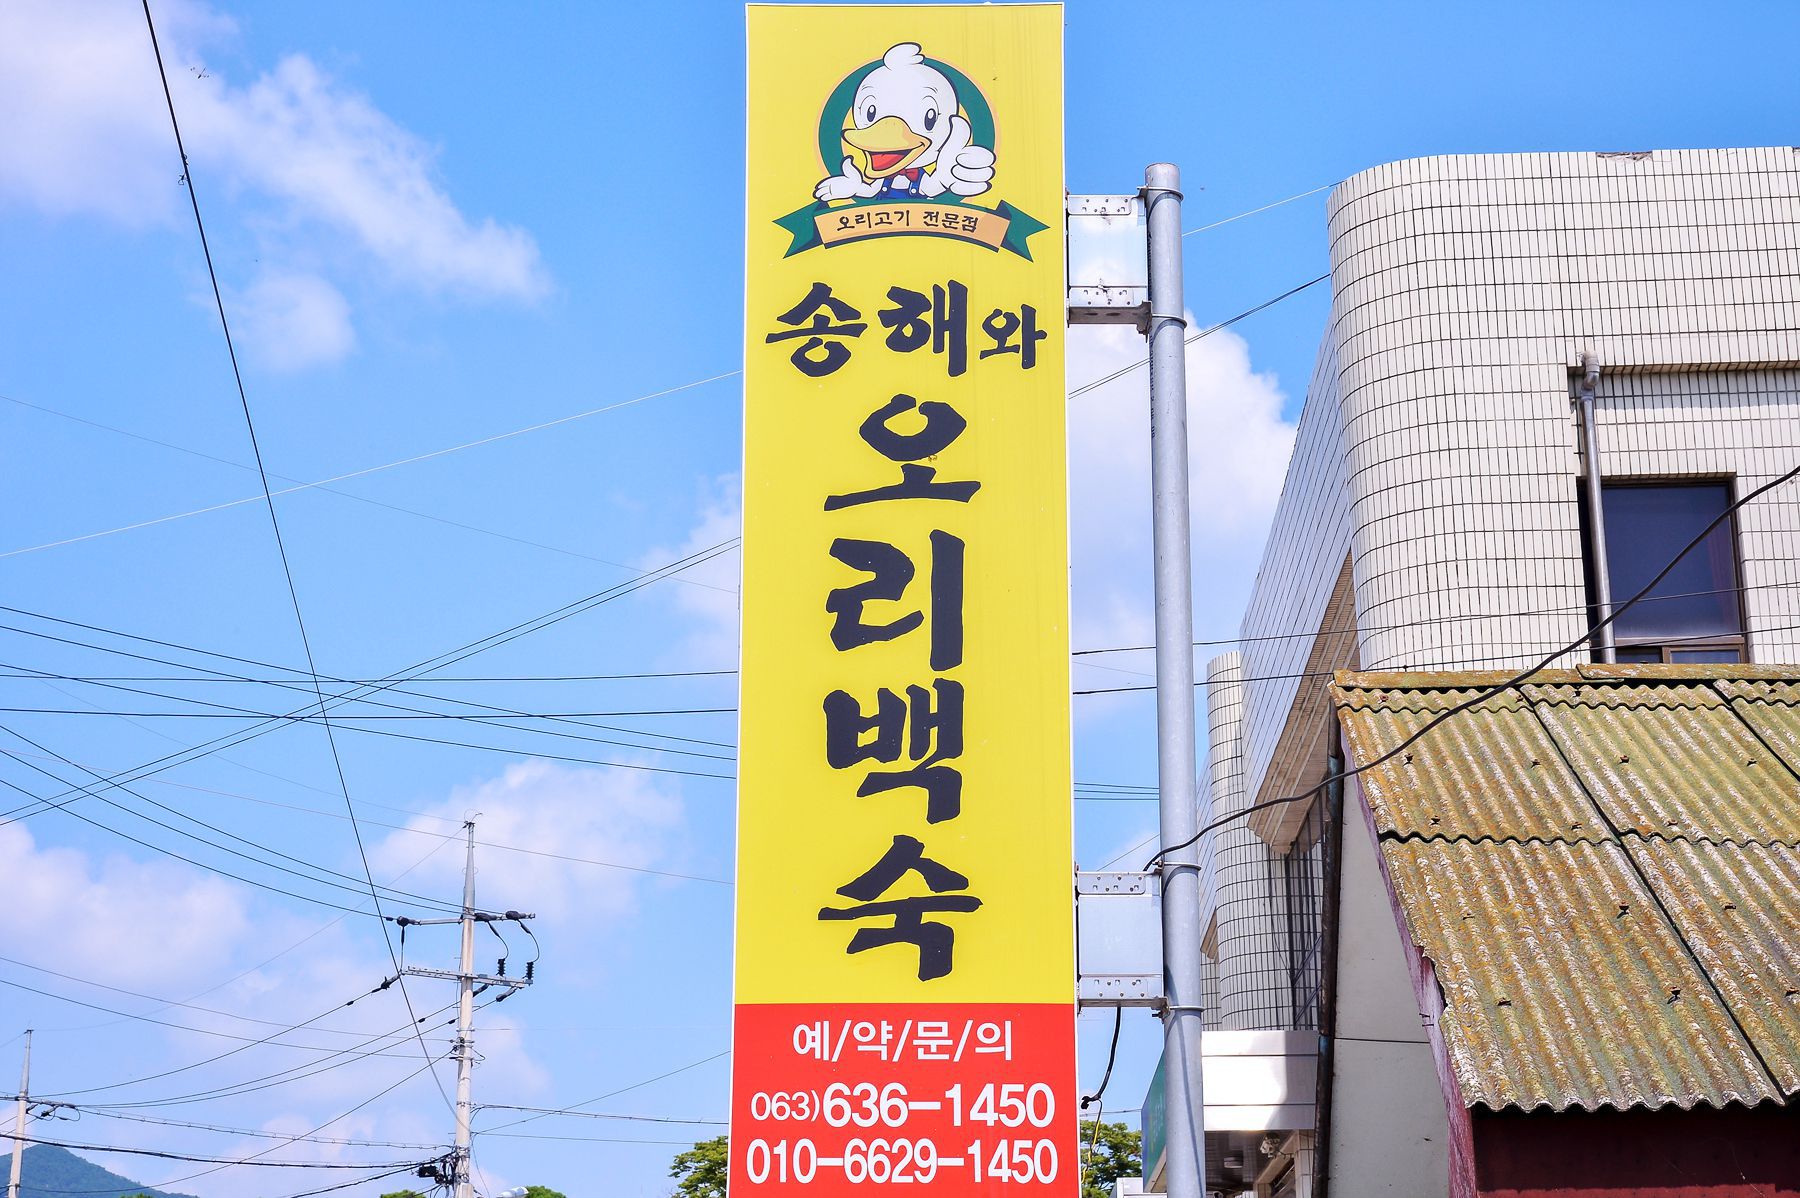 오리고기 전문점
송해와
오
리
백
숙
예/약/문/의
063)636-1450
010-6629-1450